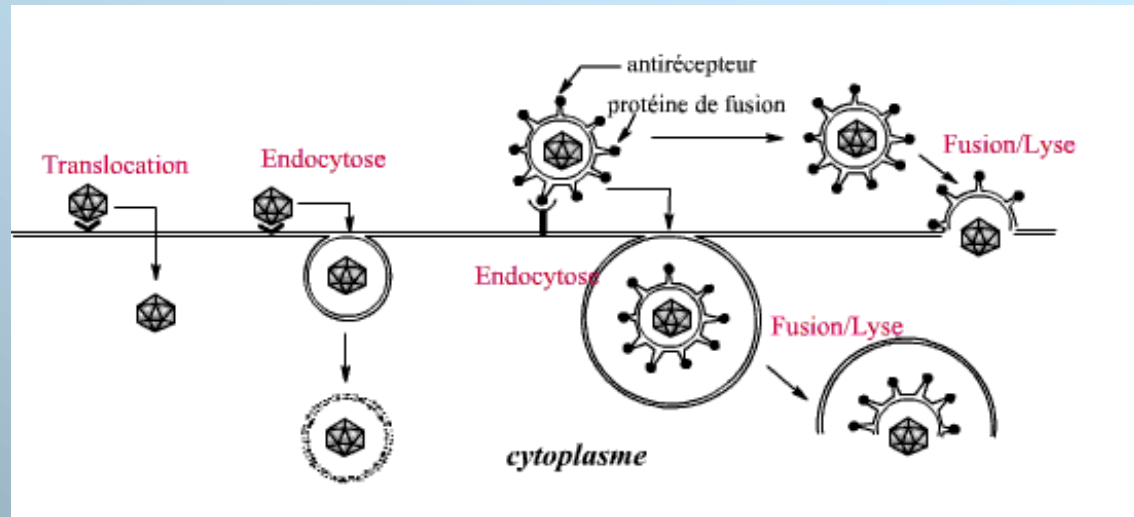 antirécepteur
protéine de fusion
Translocation
Endocytose
Fusion/Lyse
Endocytose
Fusion/Lyse
cytoplasme